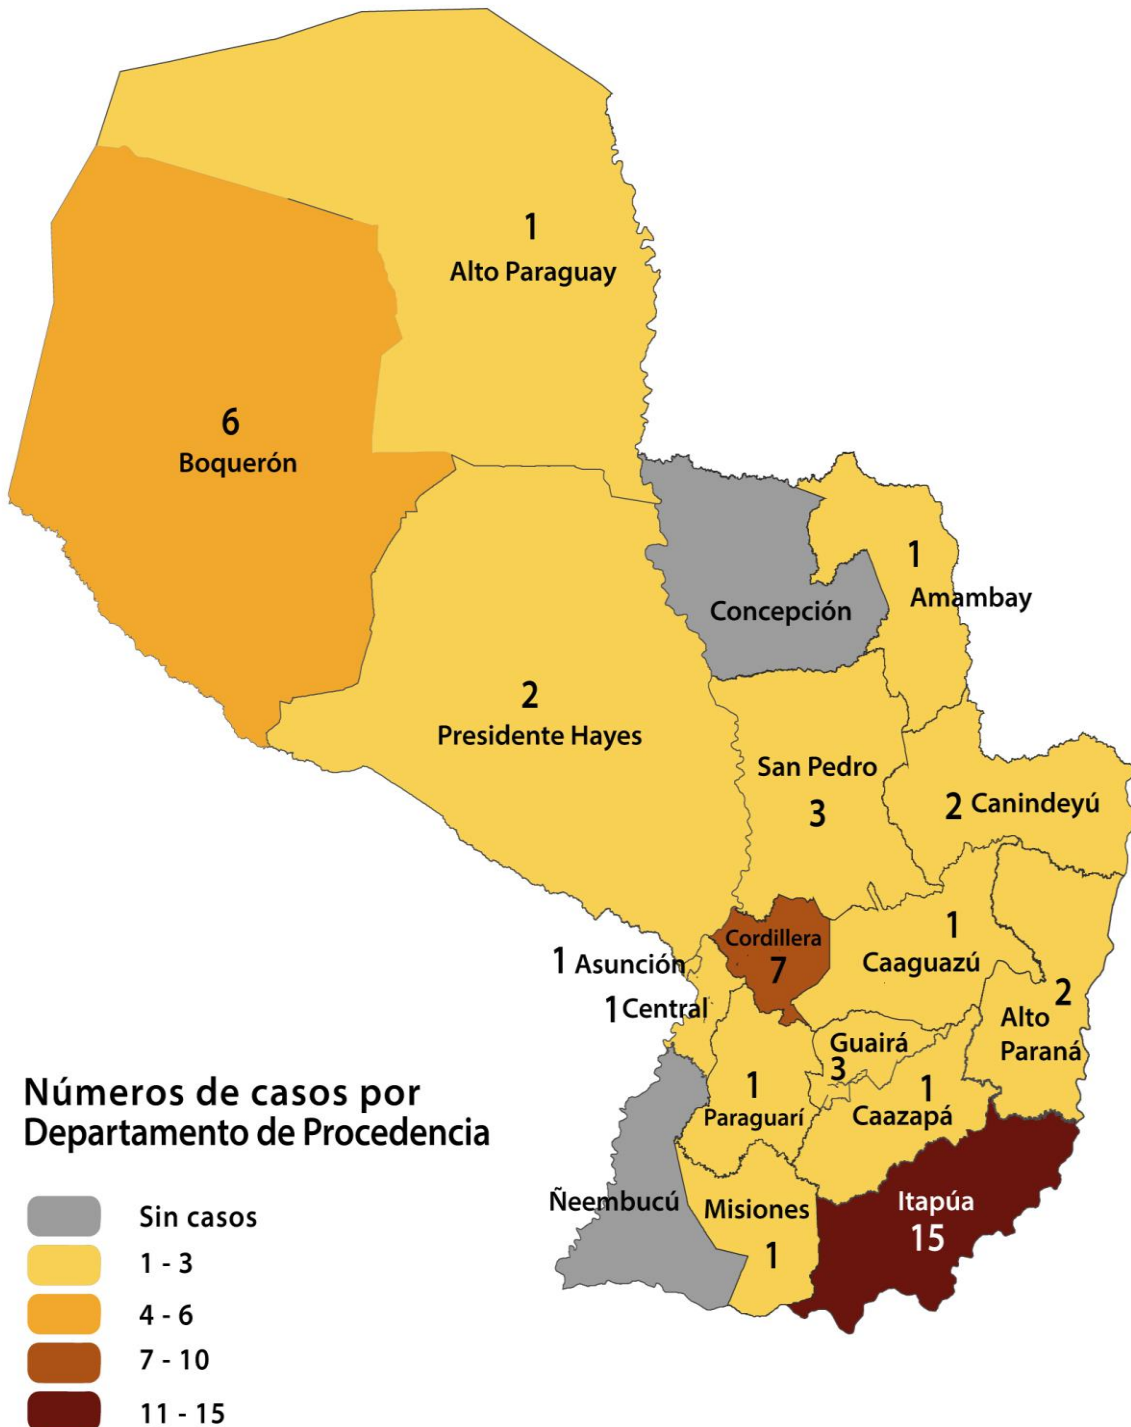 1
Alto Paraguay
6
Boquerón
1
Amambay
Concepción
2
Presidente Hayes
San Pedro
3
2 Canindeyú
Cordillera
7
1
Caaguazú
1 Asunción
1 Central
2
Alto
Paraná
Guairá
3
1
Paraguarí
1
Caazapá
Ñeembucú
Misiones
1
Itapúa
15
Números de casos por
Departamento de Procedencia
Sin casos
1 - 3
4 - 6
7 - 10
11 - 15